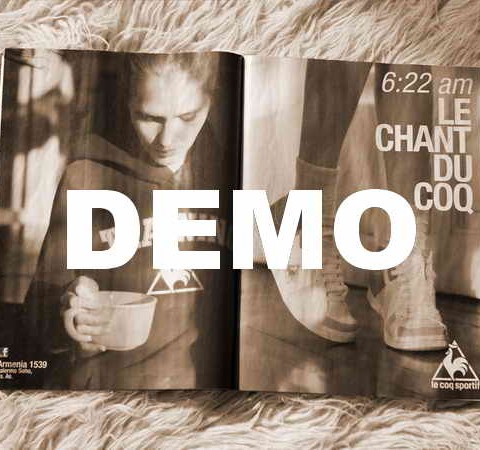 6:22 am
LE
CHANT
DU
COQ
DEMO
Armenia 1539
le coq sportif